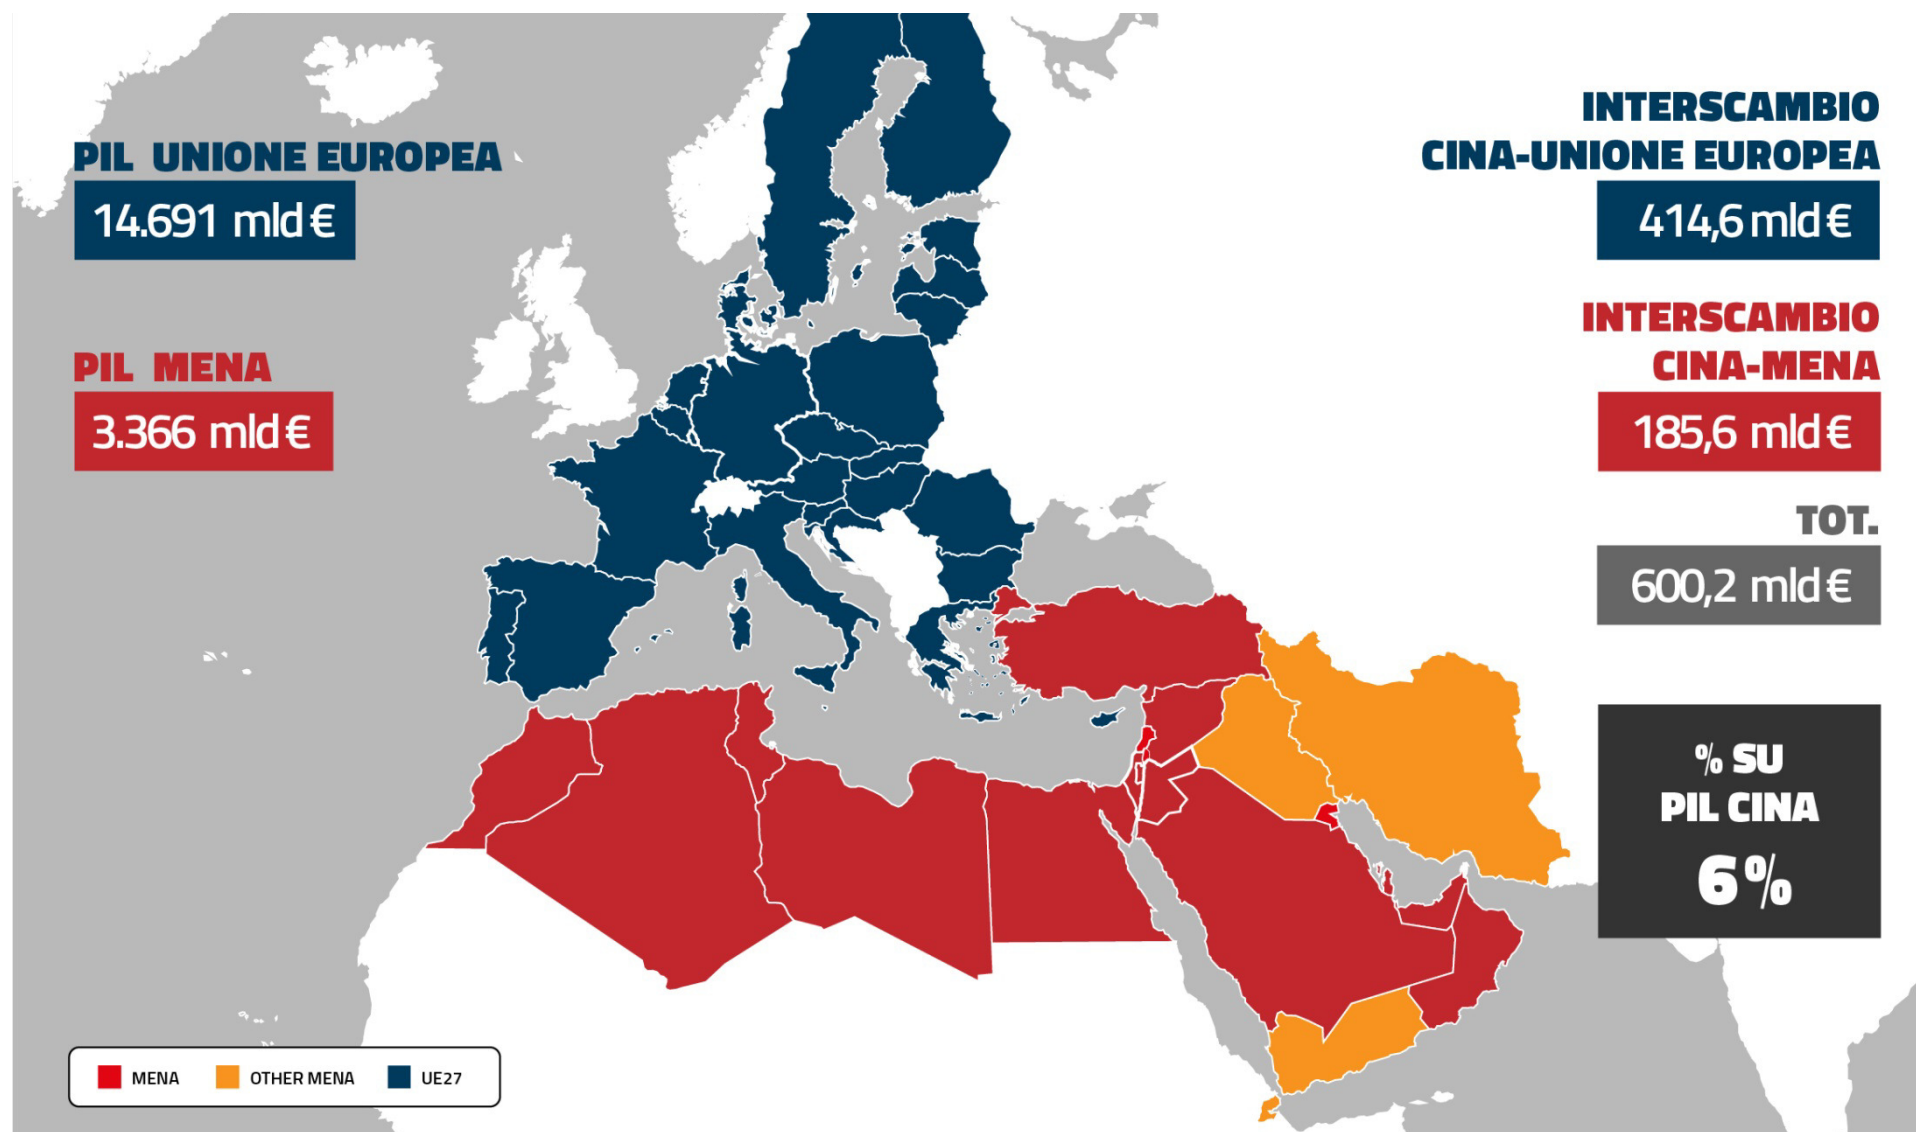 PIL UNIONE EUROPEA
14.691 mld €
PIL MENA
3.366 mld €
INTERSCAMBIO
CINA-UNIONE EUROPEA
414,6 mld €
INTERSCAMBIO
CINA-MENA
185,6 mld €
TOT.
600,2 mld €
% SU
PIL CINA
6%
MENA
OTHER MENA
UE27